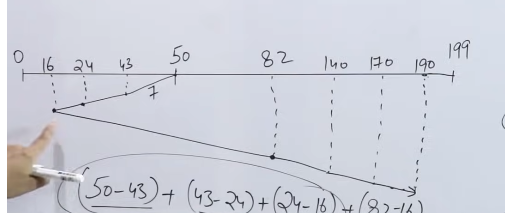 0 16 24 43 50 82 140 170 190 199
7
(50-43) + (43-24) + (24-16) + (82-16)